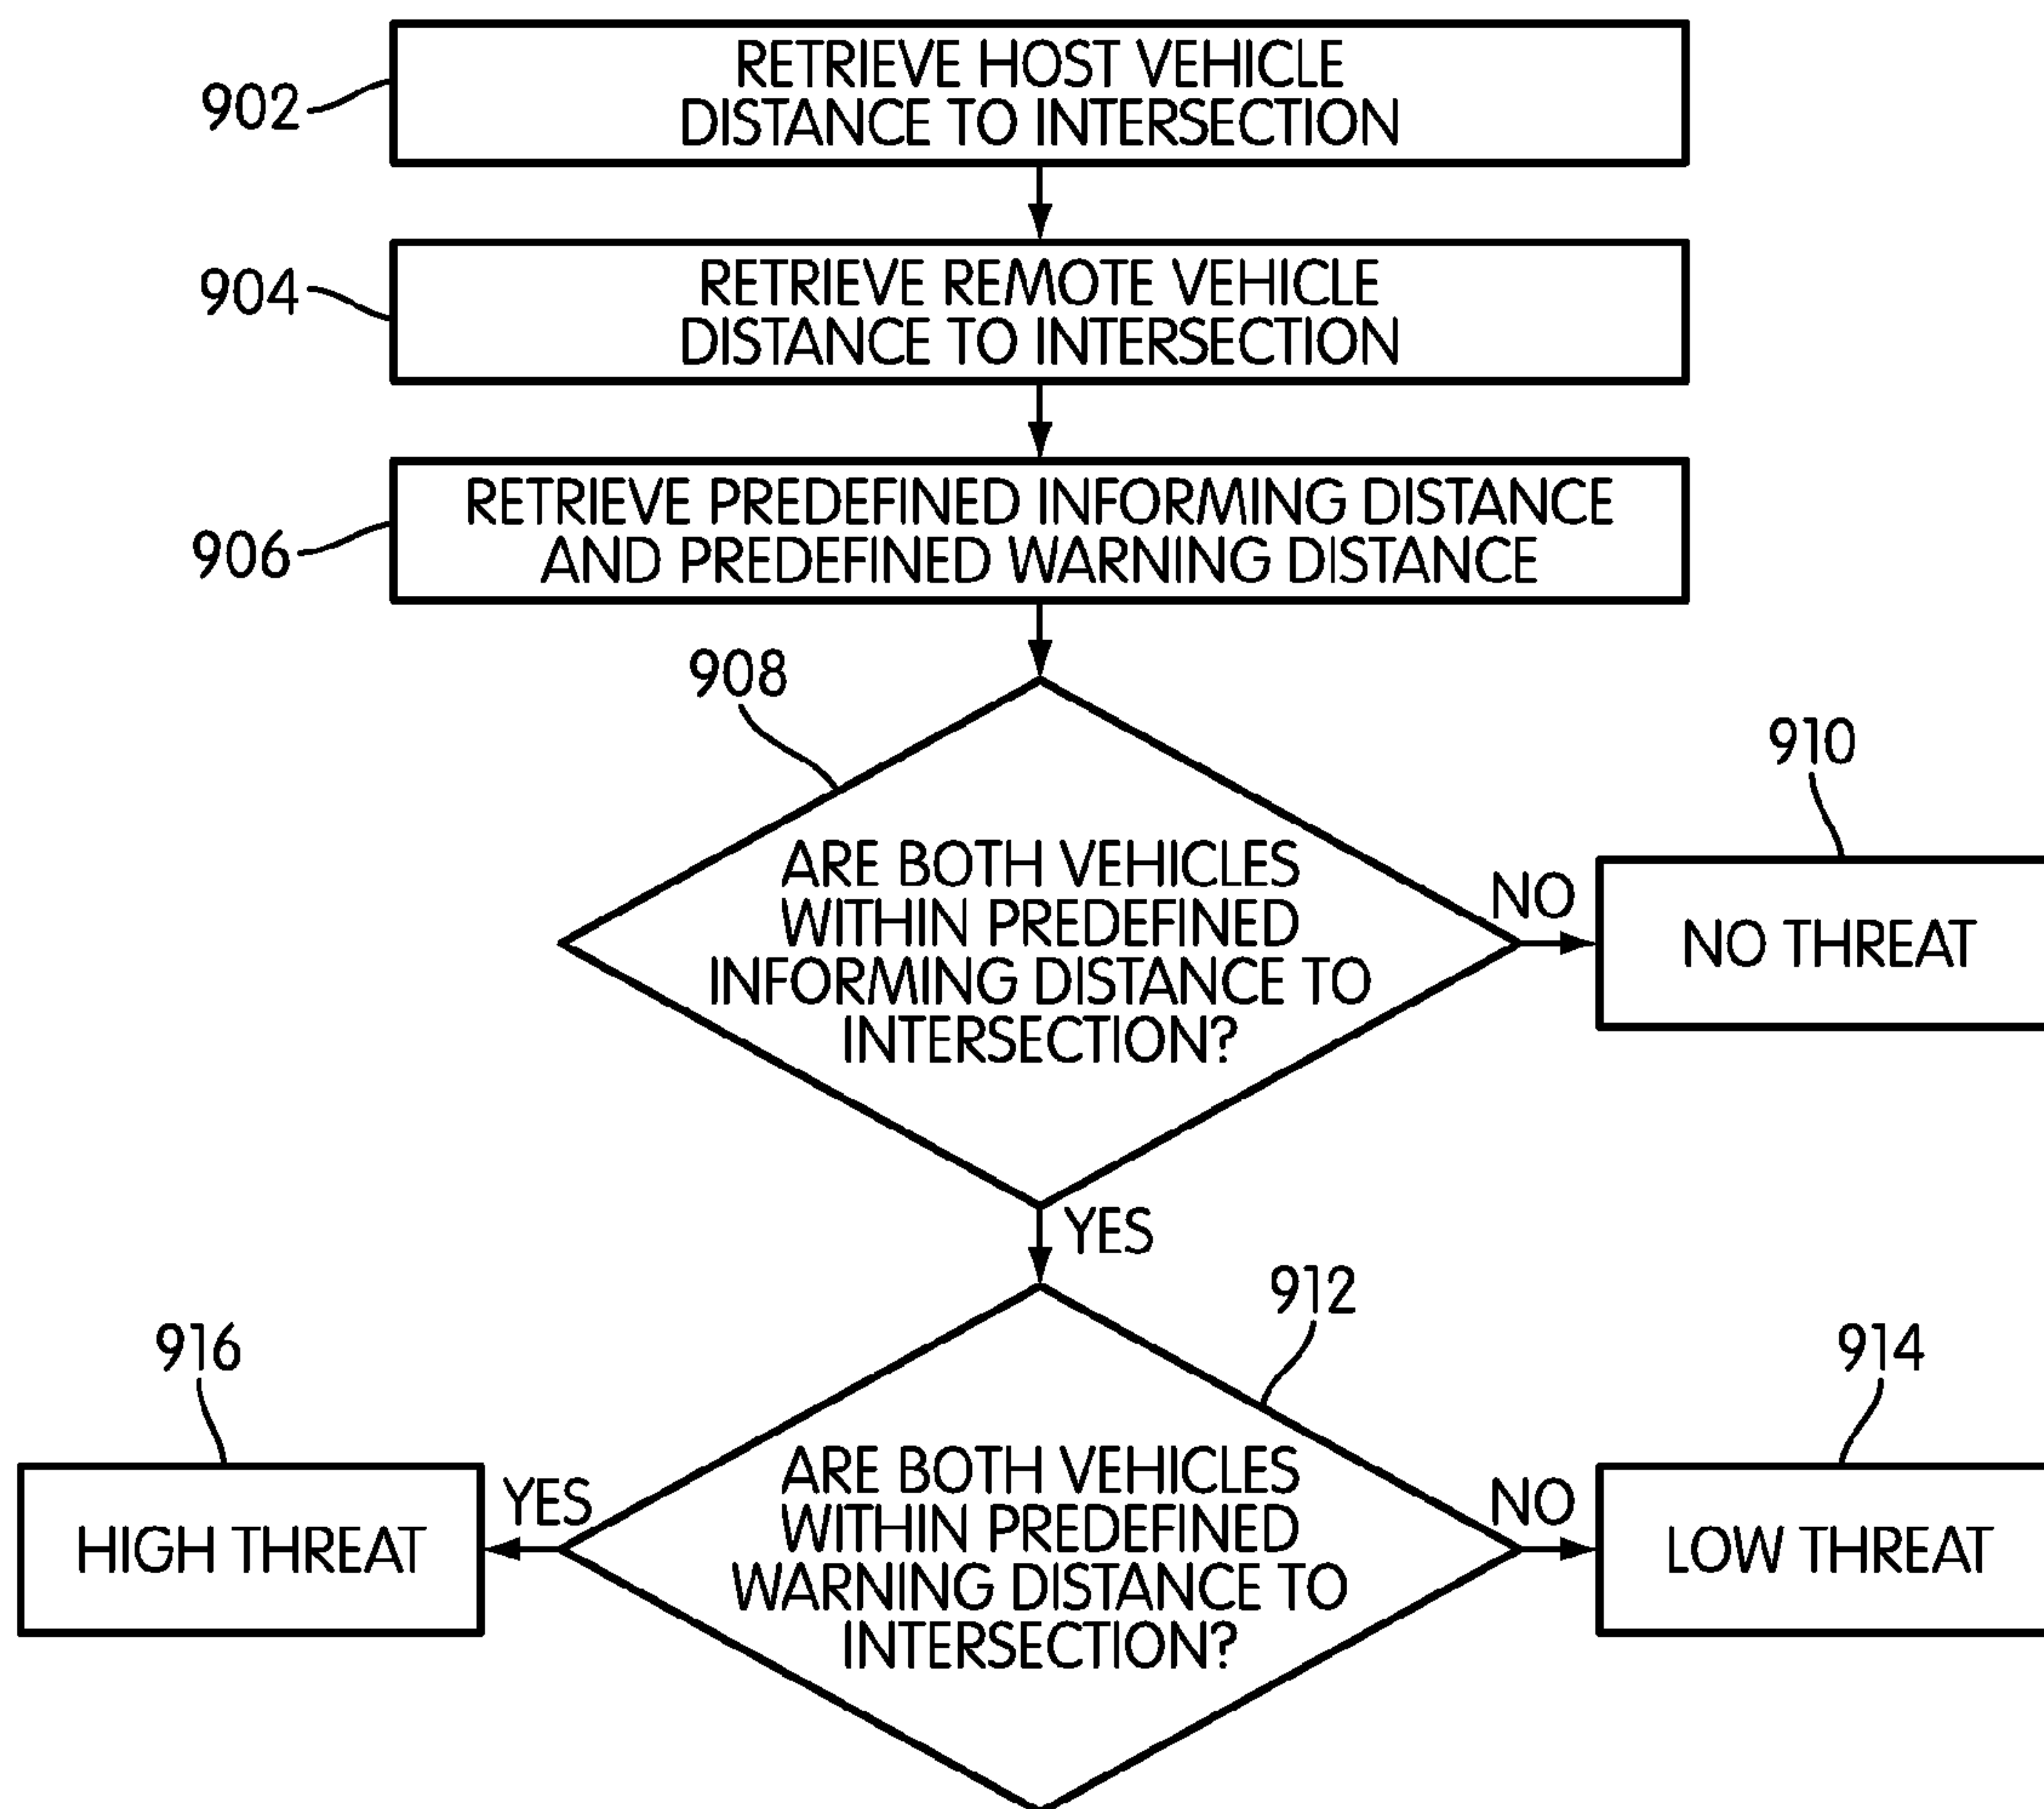 902
RETRIEVE HOST VEHICLE
DISTANCE TO INTERSECTION
904
RETRIEVE REMOTE VEHICLE
DISTANCE TO INTERSECTION
906
RETRIEVE PREDEFINED INFORMING DISTANCE
AND PREDEFINED WARNING DISTANCE
908
ARE BOTH VEHICLES
WITHIN PREDEFINED
INFORMING DISTANCE TO
INTERSECTION?
NO
910
NO THREAT
YES
912
ARE BOTH VEHICLES
WITHIN PREDEFINED
WARNING DISTANCE TO
INTERSECTION?
YES
916
HIGH THREAT
NO
914
LOW THREAT